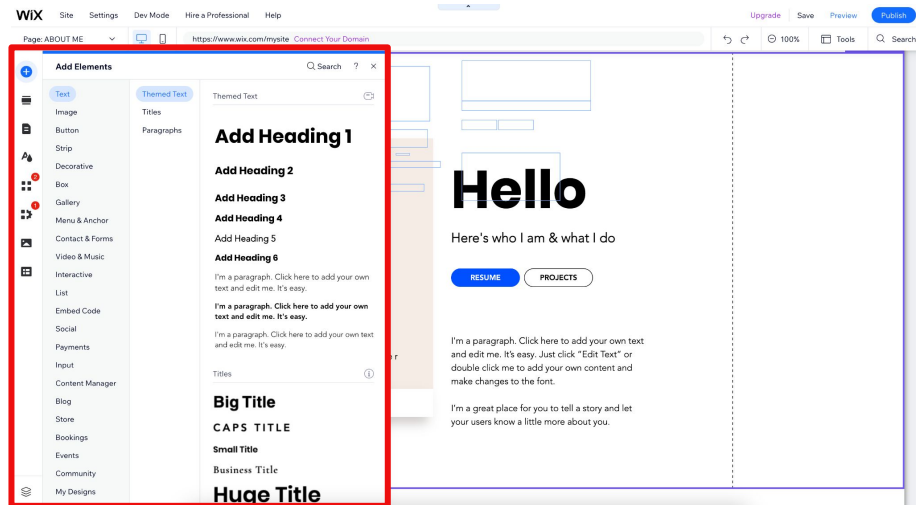 WiX Site Settings Dev Mode Hire a Professional Help Upgrade Save Preview Publish
Page: ABOUT ME https://www.wix.com/mysite Connect Your Domain 100% Tools Search
Add Elements Search ? ×
Text
Image
Button
Strip
Decorative
Box
Gallery
Menu & Anchor
Contact & Forms
Video & Music
Interactive
List
Embed Code
Social
Payments
Input
Content Manager
Blog
Store
Bookings
Events
Community
My Designs
2
1
Themed Text
Titles
Paragraphs
Themed Text
Add Heading 1
Add Heading 2
Add Heading 3
Add Heading 4
Add Heading 5
Add Heading 6
I'm a paragraph. Click here to add your own
text and edit me. It's easy.
I'm a paragraph. Click here to add your own
text and edit me. It's easy.
I'm a paragraph. Click here to add your own text
and edit me. It's easy.
Titles
Big Title
CAPS TITLE
Small Title
Business Title
Huge Title
Hello
Here's who I am & what I do
RESUME PROJECTS
I'm a paragraph. Click here to add your own text
and edit me. It's easy. Just click “Edit Text” or
double click me to add your own content and
make changes to the font.
I'm a great place for you to tell a story and let
your users know a little more about you.